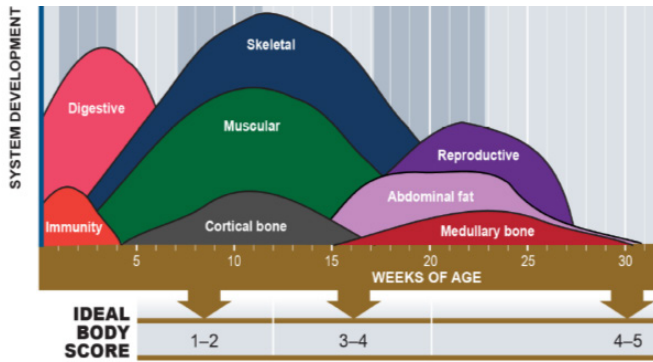 SYSTEM DEVELOPMENT
Skeletal
Digestive
Muscular
Reproductive
Abdominal fat
Immunity
Cortical bone
Medullary bone
5 10 15 20 25 30
WEEKS OF AGE
IDEAL
BODY
SCORE
1–2 3–4 4–5